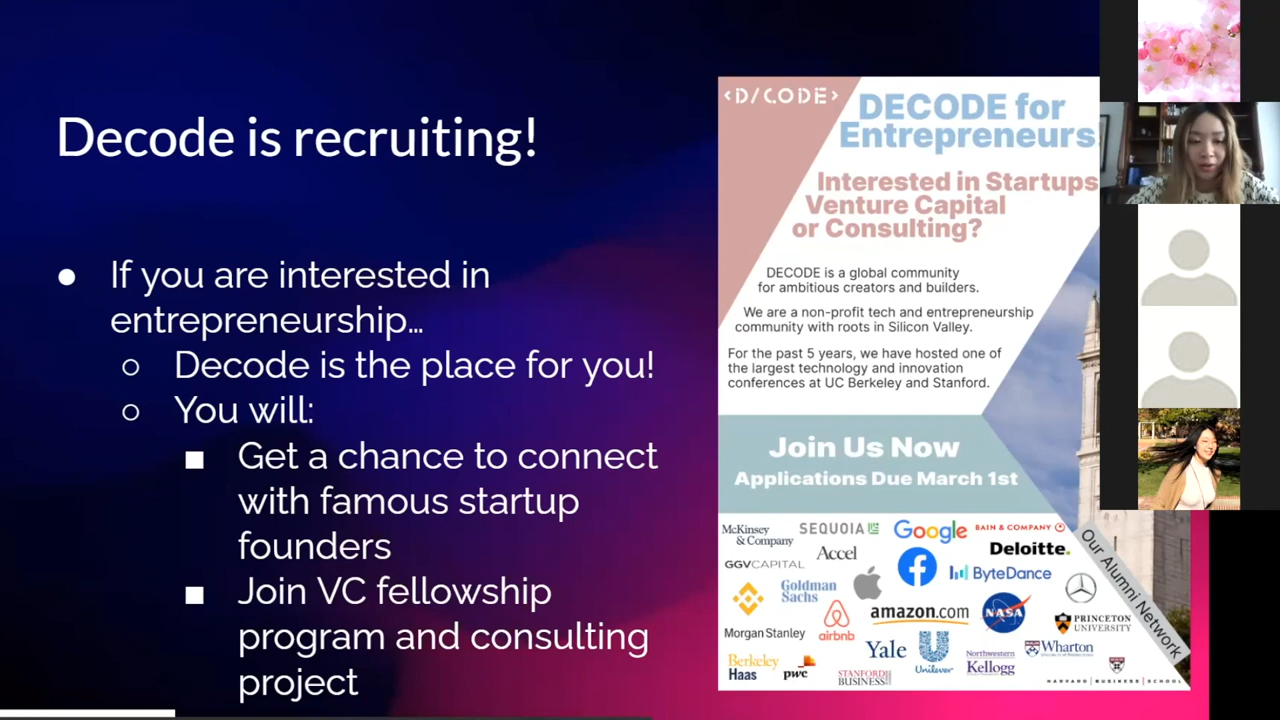 Decode is recruiting!
● If you are interested in
entrepreneurship...
○ Decode is the place for you!
○ You will:
■ Get a chance to connect
with famous startup
founders
■ Join VC fellowship
program and consulting
project
<D/CODE>
DECODE for
Entrepreneurs
Interested in Startups
Venture Capital
or Consulting?
DECODE is a global community
for ambitious creators and builders.
We are a non-profit tech and entrepreneurship
community with roots in Silicon Valley.
For the past 5 years, we have hosted one of
the largest technology and innovation
conferences at UC Berkeley and Stanford.
Join Us Now
Applications Due March 1st
McKinsey
& Company
SEQUOIA
Google
BAIN & COMPANY
Accel
Deloitte.
GGVCAPITAL
ByteDance
Goldman
Sachs
airbnb
amazon.com
NASA
PRINCETON
UNIVERSITY
Morgan Stanley
Yale
Unilever
Northwestern
Kellogg
Wharton
Berkeley
Haas
pwc
STANFORD
BUSINESS
HARVARD | BUSINESS | SCHOOL
Our Alumni Network